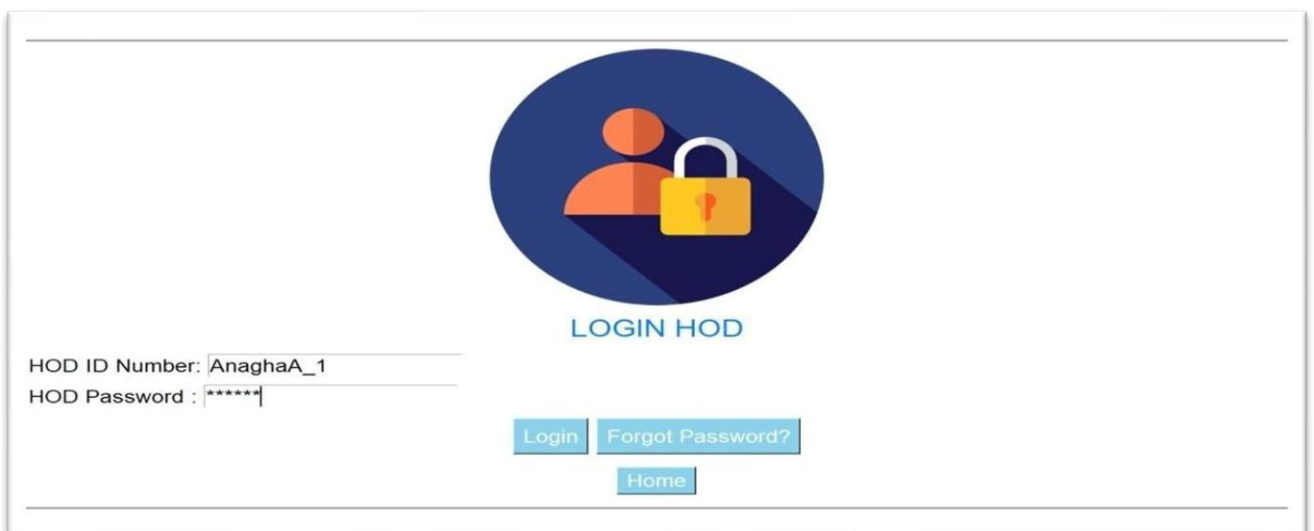 LOGIN HOD
HOD ID Number: AnaghaA_1
HOD Password : ******
Login Forgot Password?
Home